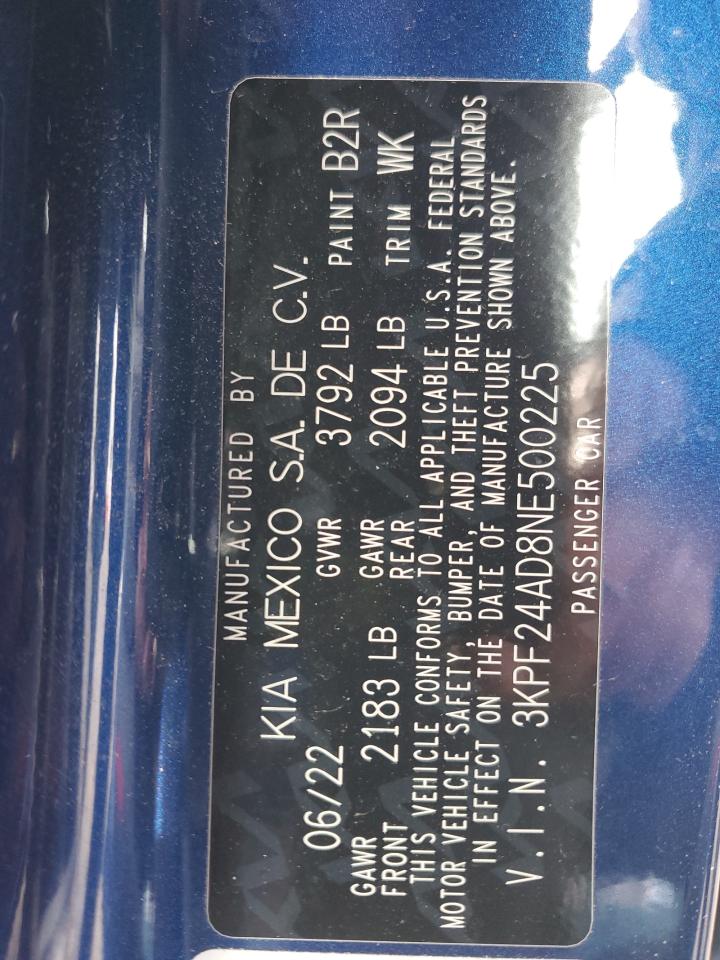 MANUFACTURED BY
KIA MEXICO S.A. DE C.V.
06/22 GVWR 3792 LB PAINT B2R
GAWR FRONT 2183 LB GAWR REAR 2094 LB TRIM WK
THIS VEHICLE CONFORMS TO ALL APPLICABLE U.S.A. FEDERAL
MOTOR VEHICLE SAFETY, BUMPER, AND THEFT PREVENTION STANDARDS
IN EFFECT ON THE DATE OF MANUFACTURE SHOWN ABOVE.
V.I.N. 3KPF24AD8NE500225
PASSENGER CAR